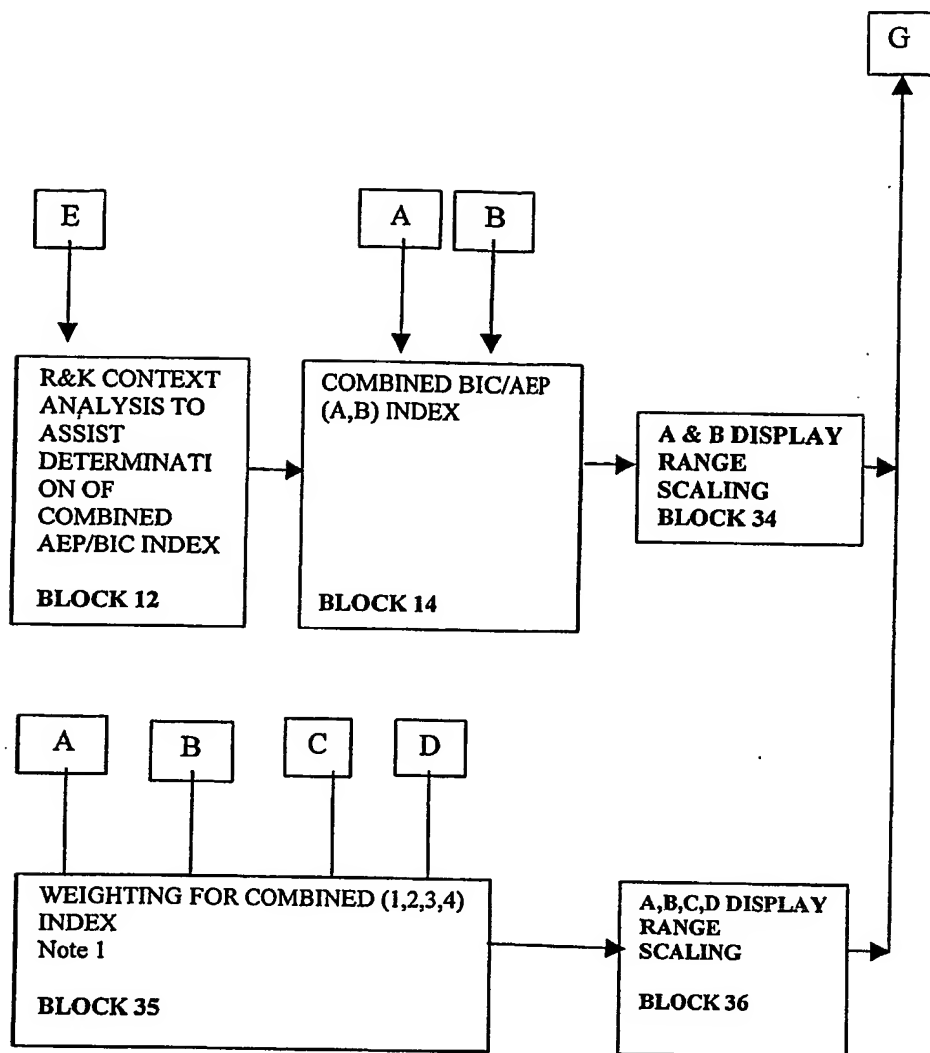 G
E
A
B
R&K CONTEXT
ANALYSIS TO
ASSIST
DETERMINATI
ON OF
COMBINED
AEP/BIC INDEX
BLOCK 12
COMBINED BIC/AEP
(A,B) INDEX
BLOCK 14
A & B DISPLAY
RANGE
SCALING
BLOCK 34
A
B
C
D
WEIGHTING FOR COMBINED (1,2,3,4)
INDEX
Note 1
BLOCK 35
A,B,C,D DISPLAY
RANGE
SCALING
BLOCK 36